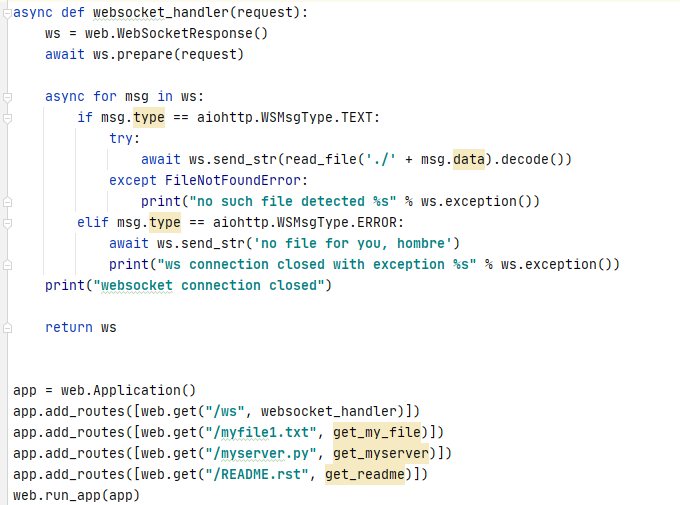 async def websocket_handler(request):
    ws = web.WebSocketResponse()
    await ws.prepare(request)

    async for msg in ws:
        if msg.type == aiohttp.WSMsgType.TEXT:
            try:
                await ws.send_str(read_file('./' + msg.data).decode())
            except FileNotFoundError:
                print("no such file detected %s" % ws.exception())
        elif msg.type == aiohttp.WSMsgType.ERROR:
            await ws.send_str('no file for you, hombre')
            print("ws connection closed with exception %s" % ws.exception())
    print("websocket connection closed")

    return ws


app = web.Application()
app.add_routes([web.get("/ws", websocket_handler)])
app.add_routes([web.get("/myfile1.txt", get_my_file)])
app.add_routes([web.get("/myserver.py", get_myserver)])
app.add_routes([web.get("/README.rst", get_readme)])
web.run_app(app)